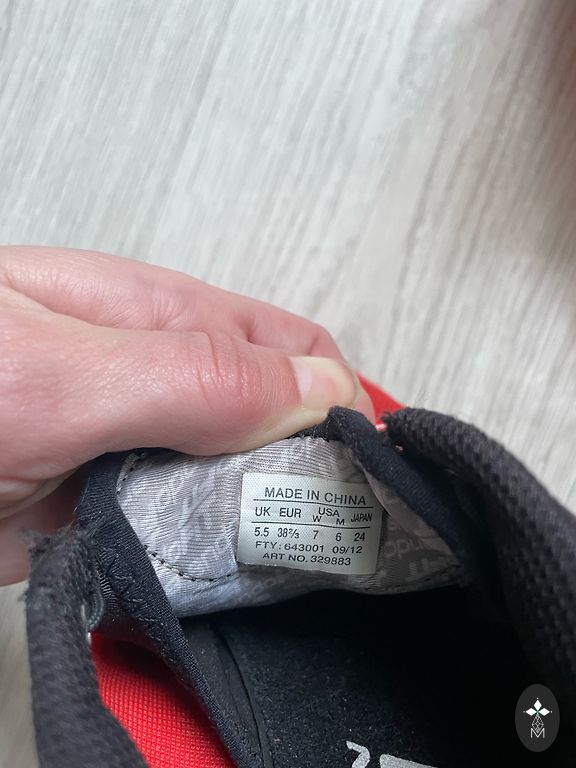 MADE IN CHINA
UK EUR USA JAPAN
W M
5.5 38⅔ 7 6 24
FTY: 643001 09/12
ART NO. 329883